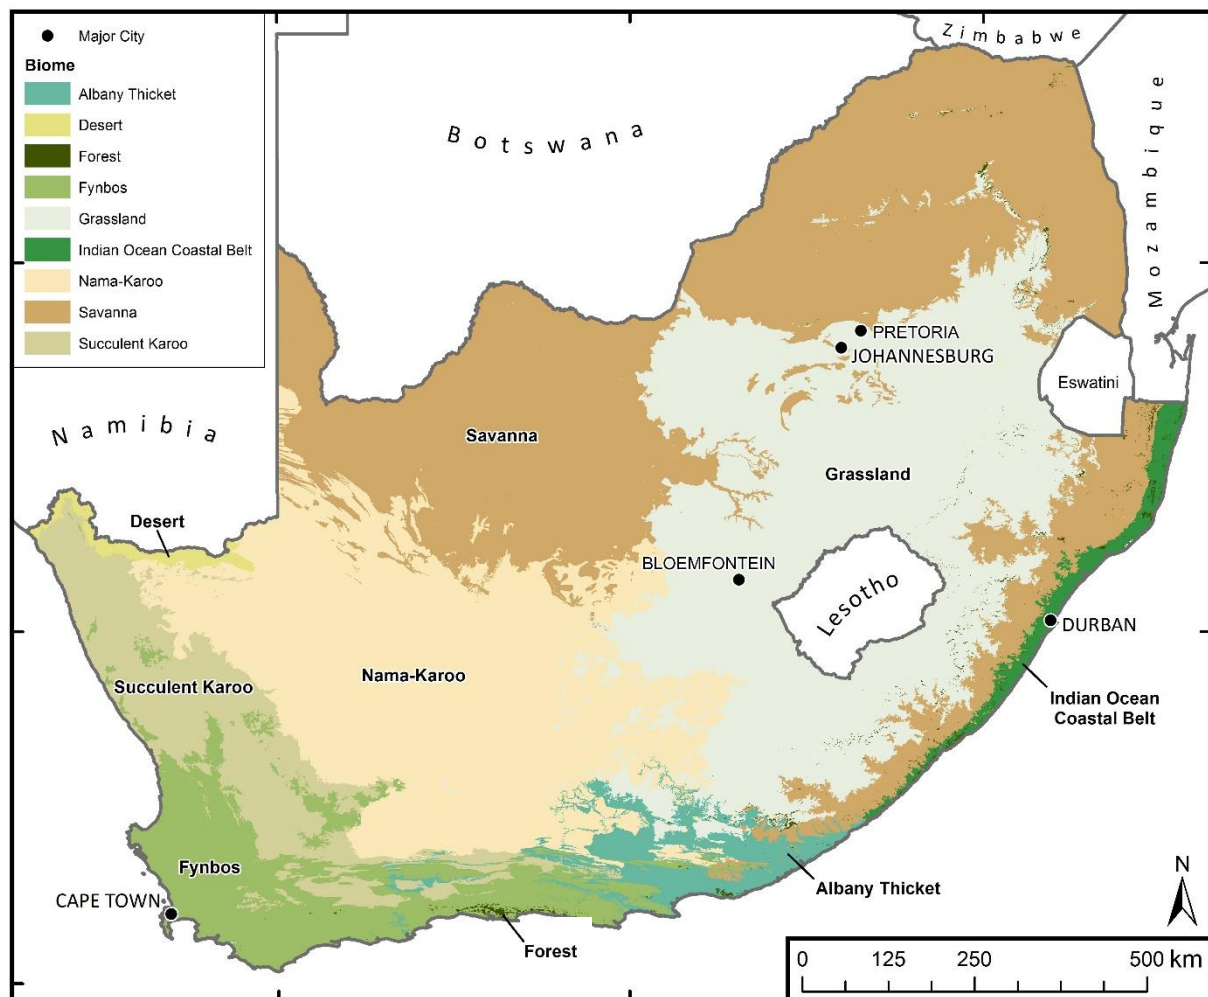 Major City
Biome
Albany Thicket
Desert
Forest
Fynbos
Grassland
Indian Ocean Coastal Belt
Nama-Karoo
Savanna
Succulent Karoo
Zimbabwe
Botswana
Mozambique
Namibia
PRETORIA
JOHANNESBURG
Eswatini
Savanna
Grassland
Desert
BLOEMFONTEIN
Lesotho
DURBAN
Succulent Karoo
Nama-Karoo
Indian Ocean
Coastal Belt
Fynbos
Albany Thicket
CAPE TOWN
Forest
N
0 125 250 500 km